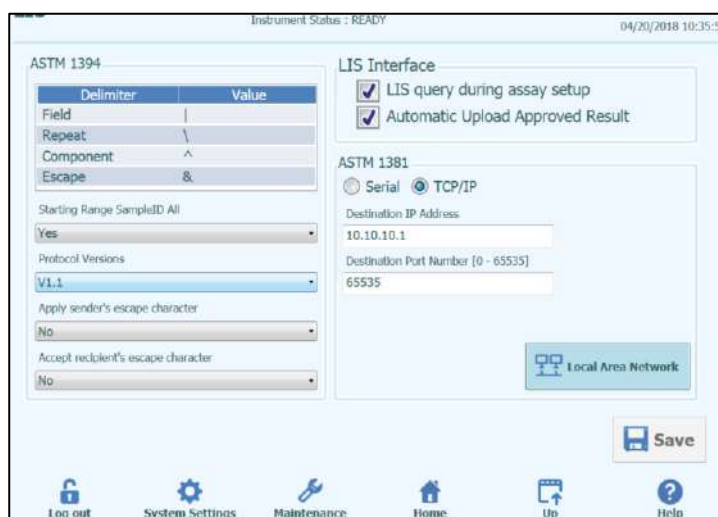 Instrument Status : READY
04/20/2018 10:35:5
ASTM 1394
Delimiter Value
Field |
Repeat \
Component ^
Escape &
Starting Range SampleID All
Yes
Protocol Versions
V1.1
Apply sender's escape character
No
Accept recipient's escape character
No
LIS Interface
LIS query during assay setup
Automatic Upload Approved Result
ASTM 1381
Serial TCP/IP
Destination IP Address
10.10.10.1
Destination Port Number [0 - 65535]
65535
Local Area Network
Save
Log out System Settings Maintenance Home Up Help